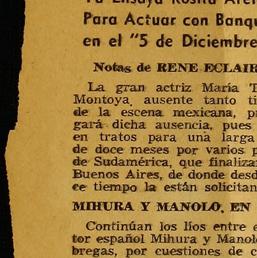 Ya Ensaya Rosita
Para Actuar con Banqu
en el "5 de Diciembre
Notas de RENE ECLAIR
La gran actriz María T
Montoya, ausente tanto ti
de la escena mexicana, p
gará dicha ausencia, pues
en tratos para una larga
de doce meses por varios p
de Sudamérica, que finaliza
Buenos Aires, de donde desd
ce tiempo la están solicitan
MIHURA Y MANOLO, EN
Continúan los líos entre e
tor español Mihura y Manol
bregas, por cuestiones de c